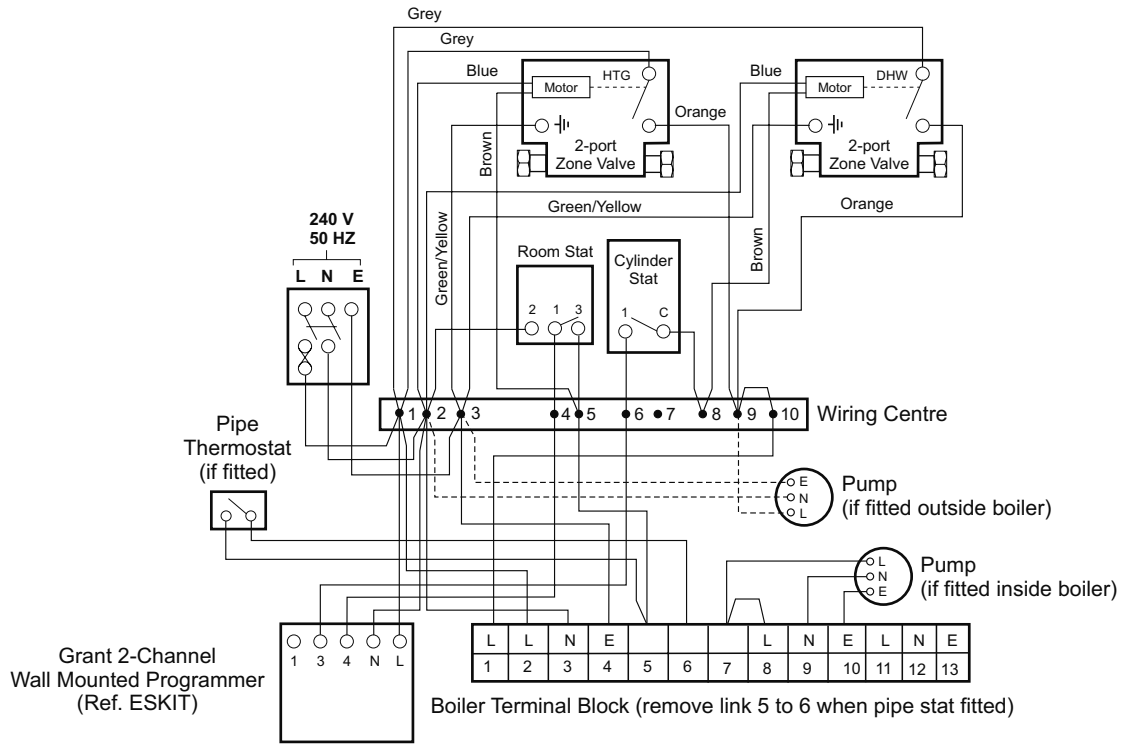 Grey
Grey
Blue
HTG
Motor
Orange
2-port
Zone Valve
Brown
Blue
DHW
Motor
2-port
Zone Valve
Orange
Brown
Green/Yellow
Green/Yellow
240 V
50 HZ
L N E
Room Stat
2 1 3
Cylinder
Stat
1 C
1 2 3 4 5 6 7 8 9 10
Wiring Centre
Pipe
Thermostat
(if fitted)
E
N
L
Pump
(if fitted outside boiler)
L
N
E
Pump
(if fitted inside boiler)
1 3 4 N L
Grant 2-Channel
Wall Mounted Programmer
(Ref. ESKIT)
L L N E L N E L N E
1 2 3 4 5 6 7 8 9 10 11 12 13
Boiler Terminal Block (remove link 5 to 6 when pipe stat fitted)